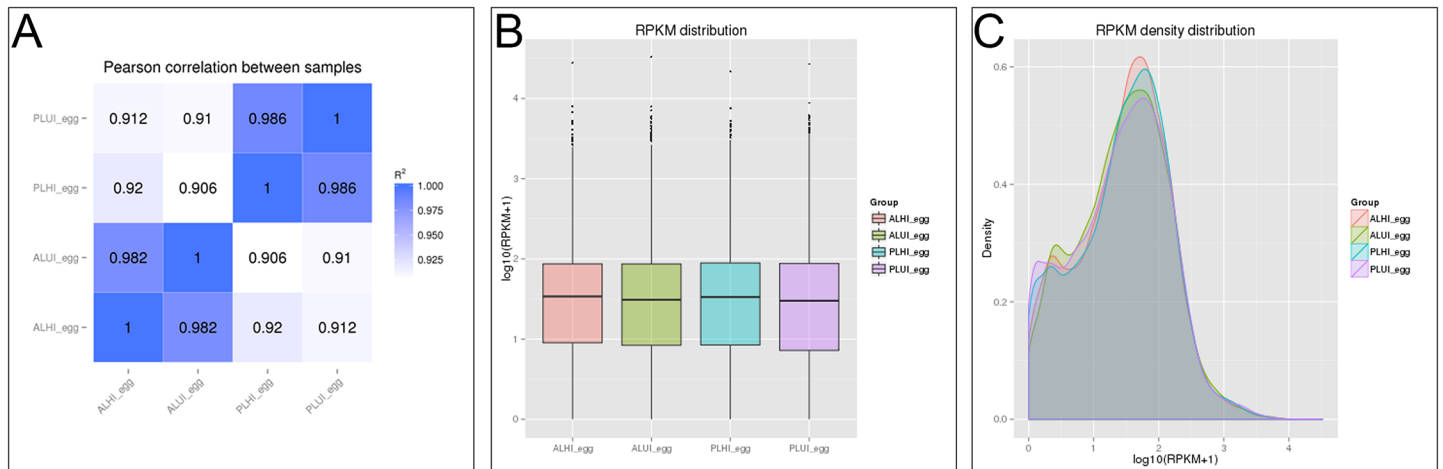 A
Pearson correlation between samples
PLUI_egg
0.912 0.91 0.986 1
PLHI_egg
0.92 0.906 1 0.986
ALUI_egg
0.982 1 0.906 0.91
ALHI_egg
1 0.982 0.92 0.912
ALHI_egg
ALUI_egg
PLHI_egg
PLUI_egg
R²
1.000
0.975
0.950
0.925
B
RPKM distribution
log10(RPKM+1)
4
3
2
1
0
ALHI_egg ALUI_egg PLHI_egg PLUI_egg
Group
ALHI_egg
ALUI_egg
PLHI_egg
PLUI_egg
C
RPKM density distribution
Density
0.6
0.4
0.2
0.0
0 1 2 3 4
log10(RPKM+1)
Group
ALHI_egg
ALUI_egg
PLHI_egg
PLUI_egg